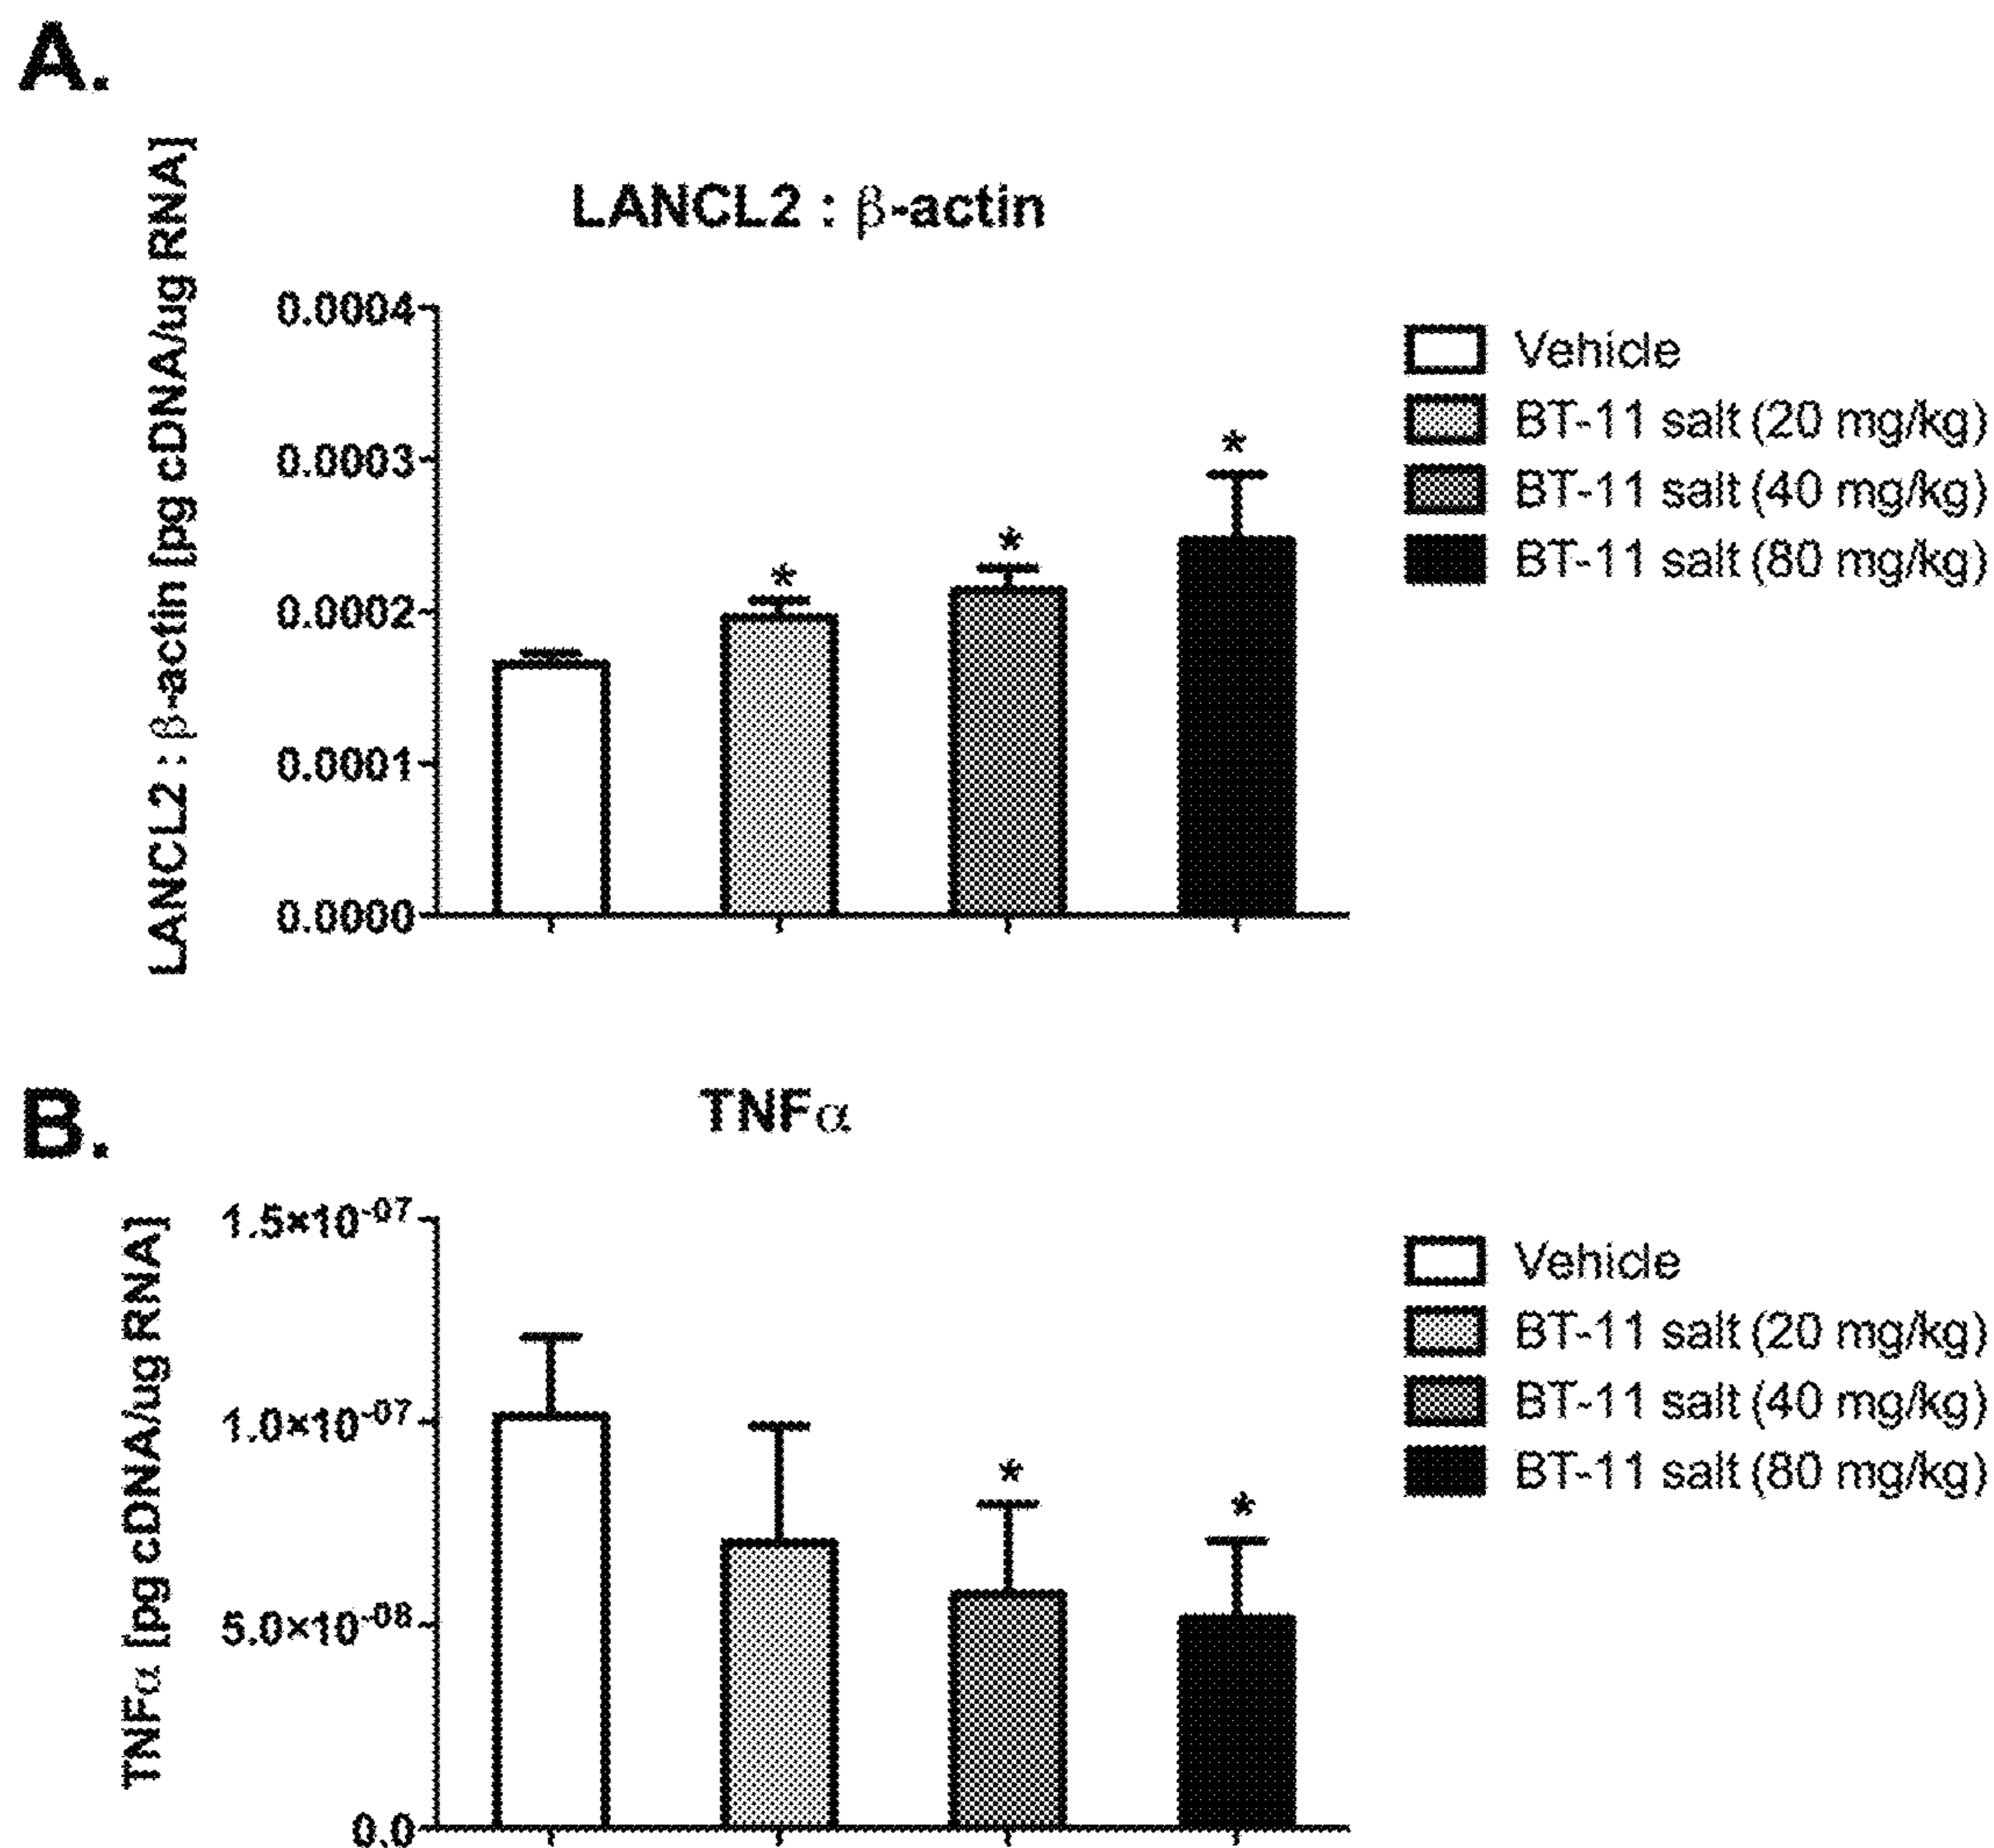 A.
LANCL2 : β-actin
LANCL2 : β-actin [pg cDNA/ug RNA]
0.0004
0.0003
0.0002
0.0001
0.0000
*
*
*
Vehicle
BT-11 salt (20 mg/kg)
BT-11 salt (40 mg/kg)
BT-11 salt (80 mg/kg)
B.
TNFα
TNFα [pg cDNA/ug RNA]
1.5×10⁻⁰⁷
1.0×10⁻⁰⁷
5.0×10⁻⁰⁸
0.0
*
*
Vehicle
BT-11 salt (20 mg/kg)
BT-11 salt (40 mg/kg)
BT-11 salt (80 mg/kg)